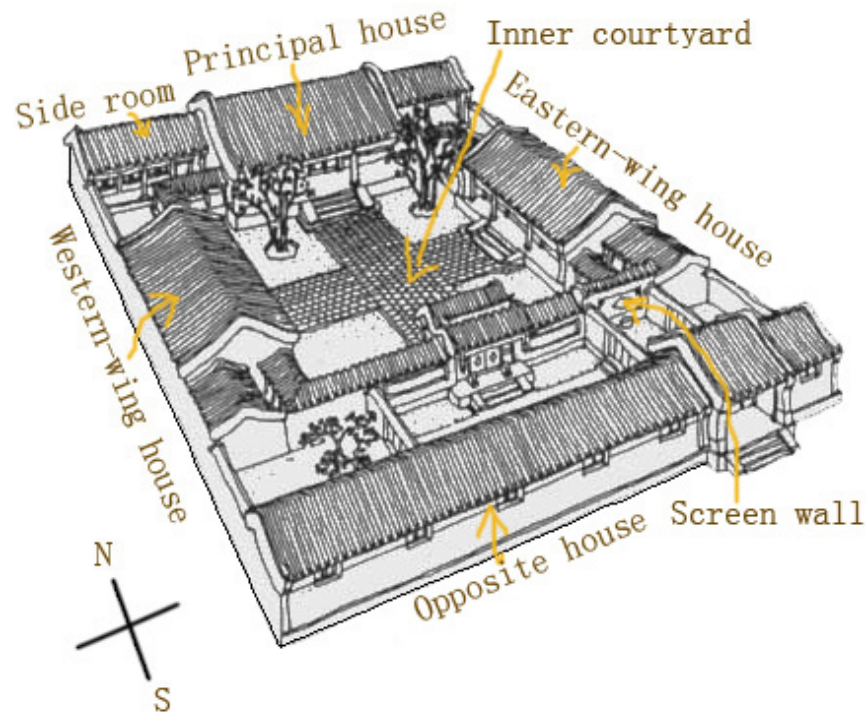 Inner courtyard
Principal house
Side room
Eastern-wing house
Western-wing house
Screen wall
Opposite house
N
S